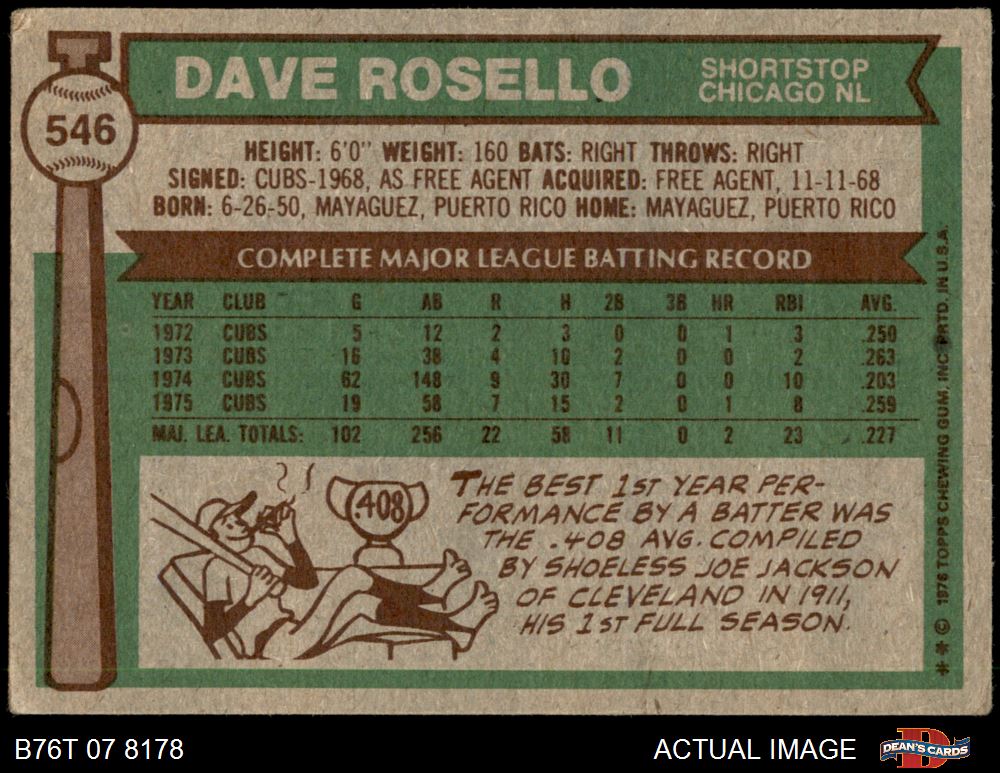 546
DAVE ROSELLO
SHORTSTOP
CHICAGO NL
HEIGHT: 6'0" WEIGHT: 160 BATS: RIGHT THROWS: RIGHT
SIGNED: CUBS-1968, AS FREE AGENT ACQUIRED: FREE AGENT, 11-11-68
BORN: 6-26-50, MAYAGUEZ, PUERTO RICO HOME: MAYAGUEZ, PUERTO RICO
COMPLETE MAJOR LEAGUE BATTING RECORD
YEAR CLUB G AB R H 2B 3B HR RBI AVG.
1972 CUBS 5 12 2 3 0 0 1 3 .250
1973 CUBS 16 38 4 10 2 0 0 2 .263
1974 CUBS 62 148 9 30 7 0 0 10 .203
1975 CUBS 19 58 7 15 2 0 1 8 .259
MAJ. LEA. TOTALS: 102 256 22 58 11 0 2 23 .227
.408
THE BEST 1ST YEAR PER-
FORMANCE BY A BATTER WAS
THE .408 AVG. COMPILED
BY SHOELESS JOE JACKSON
OF CLEVELAND IN 1911,
HIS 1ST FULL SEASON.
* * © 1976 TOPPS CHEWING GUM, INC. PRTD. IN U.S.A.
B76T 07 8178
ACTUAL IMAGE
DEAN'S CARDS